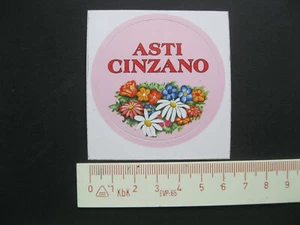 ASTI
CINZANO
0 1 2 3 4 5 6 7 8 9
KbK IVP-65